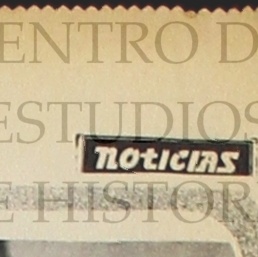 ENTRO D
ESTUDIOS
NOTICIAS
E HISTOR